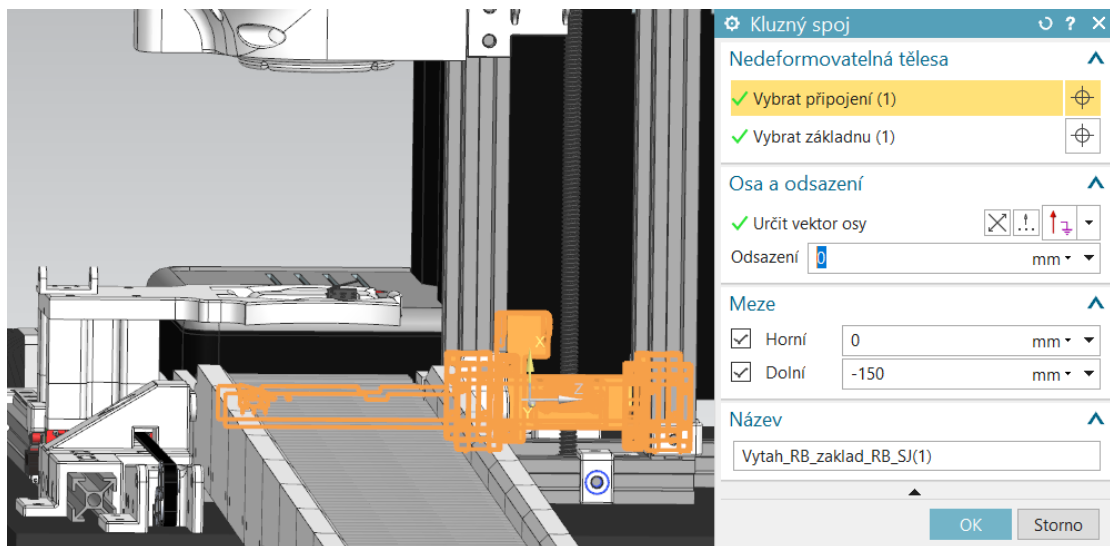 Kluzný spoj
Nedeformovatelná tělesa
Vybrat připojení (1)
Vybrat základnu (1)
Osa a odsazení
Určit vektor osy
Odsazení 0 mm
Meze
Horní 0 mm
Dolní -150 mm
Název
Vytah_RB_zaklad_RB_SJ(1)
OK Storno
X
Z
Y